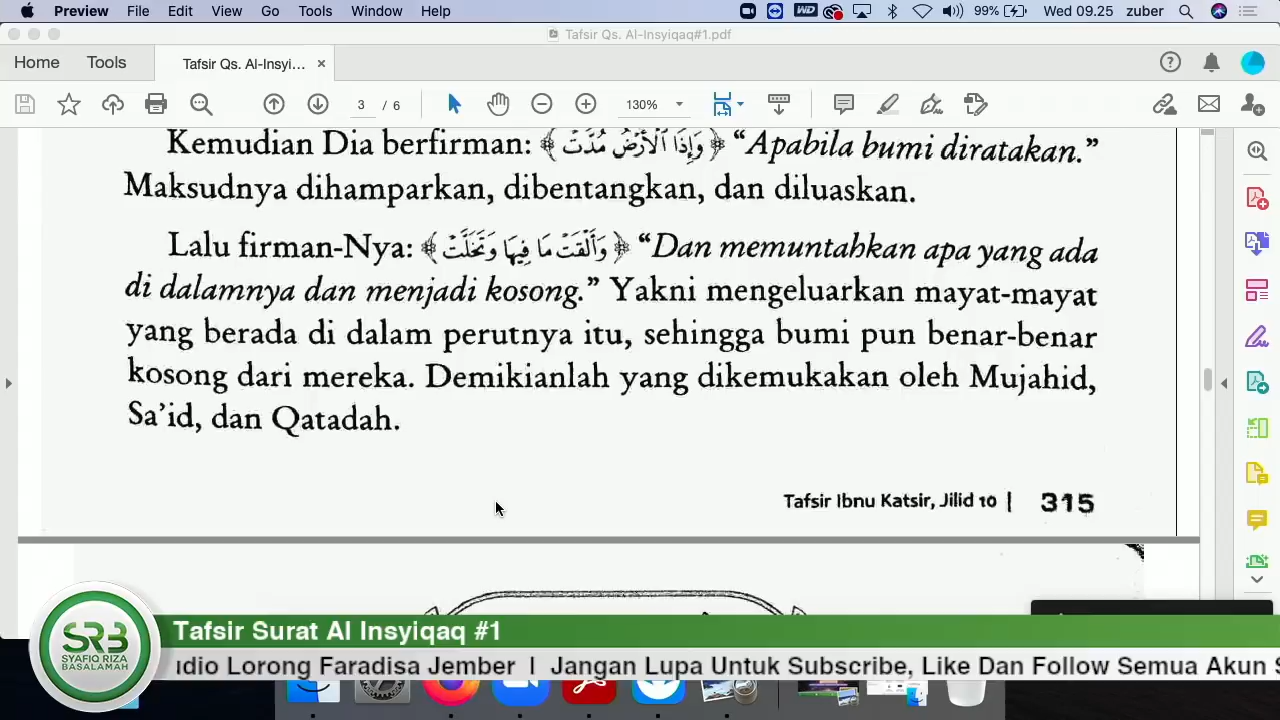 Preview File Edit View Go Tools Window Help 99% Wed 09.25 zuber
Tafsir Qs. Al-Insyiqaq#1.pdf
Home Tools Tafsir Qs. Al-Insyi... ×
3 / 6 130%
Kemudian Dia berfirman: ﴿ وَإِذَا الْأَرْضُ مُدَّتْ ﴾ “Apabila bumi diratakan.”
Maksudnya dihamparkan, dibentangkan, dan diluaskan.
Lalu firman-Nya: ﴿ وَأَلْقَتْ مَا فِيهَا وَتَخَلَّتْ ﴾ “Dan memuntahkan apa yang ada
di dalamnya dan menjadi kosong.” Yakni mengeluarkan mayat-mayat
yang berada di dalam perutnya itu, sehingga bumi pun benar-benar
kosong dari mereka. Demikianlah yang dikemukakan oleh Mujahid,
Sa’id, dan Qatadah.
Tafsir Ibnu Katsir, Jilid 10 | 315
SRB
SYAFIQ RIZA
BASALAMAH
Tafsir Surat Al Insyiqaq #1
udio Lorong Faradisa Jember | Jangan Lupa Untuk Subscribe, Like Dan Follow Semua Akun S